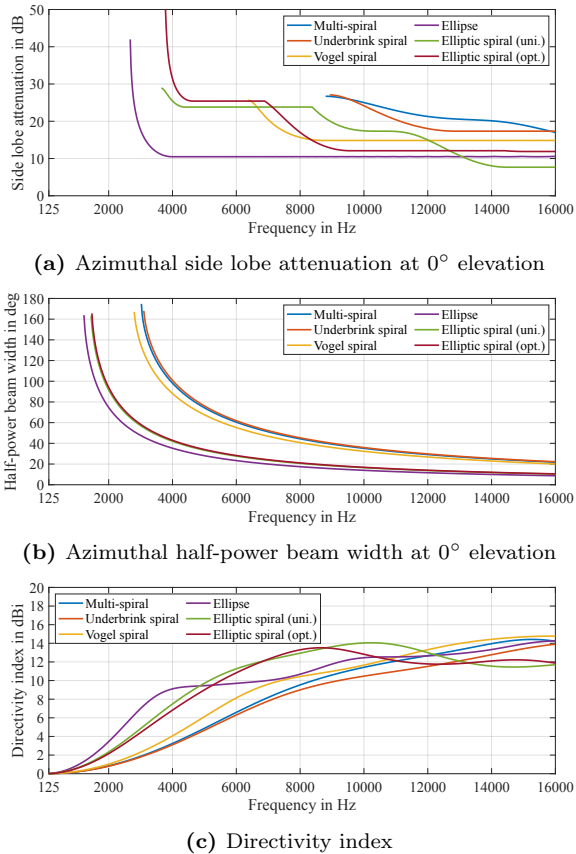 50
40
30
20
10
0
Side lobe attenuation in dB
Multi-spiral
Underbrink spiral
Vogel spiral
Ellipse
Elliptic spiral (uni.)
Elliptic spiral (opt.)
125 2000 4000 6000 8000 10000 12000 14000 16000
Frequency in Hz
(a) Azimuthal side lobe attenuation at 0° elevation
180
160
140
120
100
80
60
40
20
0
Half-power beam width in deg
Multi-spiral
Underbrink spiral
Vogel spiral
Ellipse
Elliptic spiral (uni.)
Elliptic spiral (opt.)
125 2000 4000 6000 8000 10000 12000 14000 16000
Frequency in Hz
(b) Azimuthal half-power beam width at 0° elevation
20
18
16
14
12
10
8
6
4
2
0
Directivity index in dBi
Multi-spiral
Underbrink spiral
Vogel spiral
Ellipse
Elliptic spiral (uni.)
Elliptic spiral (opt.)
125 2000 4000 6000 8000 10000 12000 14000 16000
Frequency in Hz
(c) Directivity index